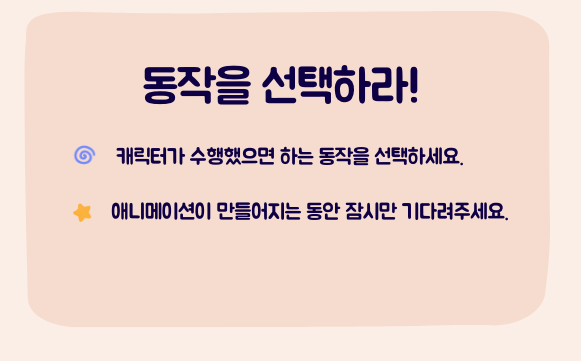 동작을 선택하라!
캐릭터가 수행했으면 하는 동작을 선택하세요.
애니메이션이 만들어지는 동안 잠시만 기다려주세요.